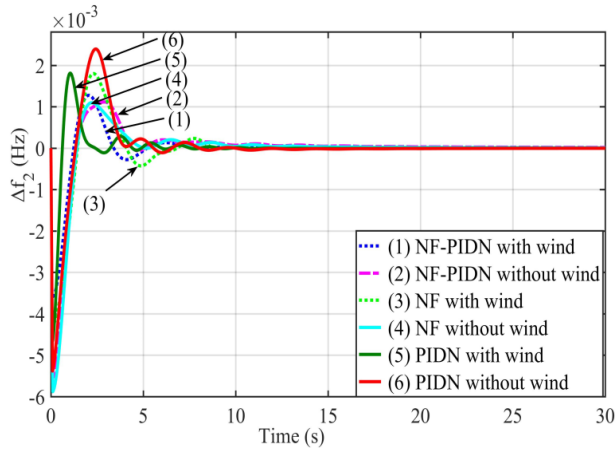 ×10⁻³
(6)
(5)
(4)
(2)
(1)
(3)
2
1
0
-1
-2
-3
-4
-5
-6
Δf_2 (Hz)
(1) NF-PIDN with wind
(2) NF-PIDN without wind
(3) NF with wind
(4) NF without wind
(5) PIDN with wind
(6) PIDN without wind
0 5 10 15 20 25 30
Time (s)